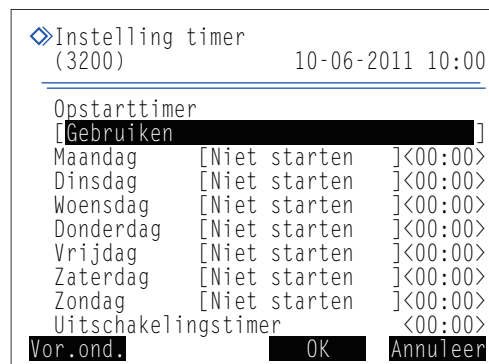 Instelling timer
(3200) 10-06-2011 10:00
Opstarttimer
[Gebruiken ]
Maandag [Niet starten ]<00:00>
Dinsdag [Niet starten ]<00:00>
Woensdag [Niet starten ]<00:00>
Donderdag [Niet starten ]<00:00>
Vrijdag [Niet starten ]<00:00>
Zaterdag [Niet starten ]<00:00>
Zondag [Niet starten ]<00:00>
Uitschakelingstimer <00:00>
Vor.ond. OK Annuleer